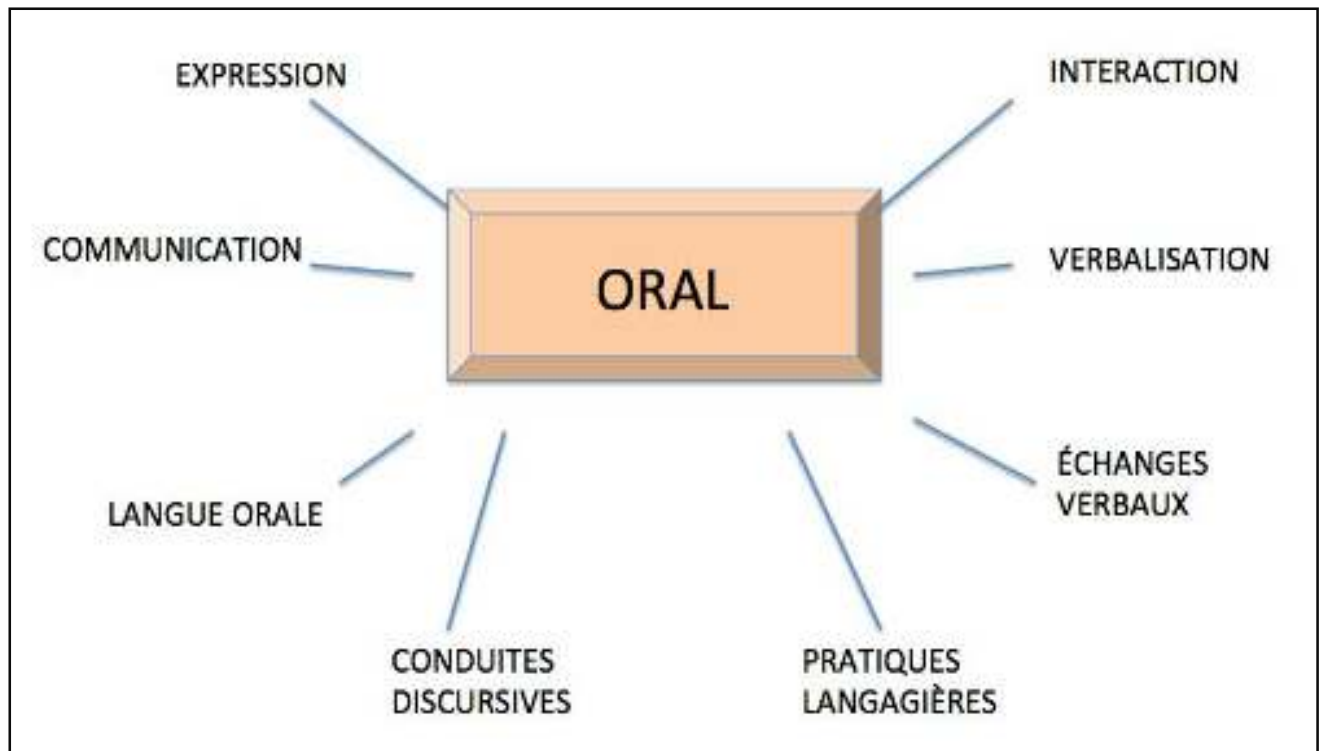 EXPRESSION
INTERACTION
COMMUNICATION
VERBALISATION
ORAL
LANGUE ORALE
ÉCHANGES
VERBAUX
CONDUITES
DISCURSIVES
PRATIQUES
LANGAGIÈRES